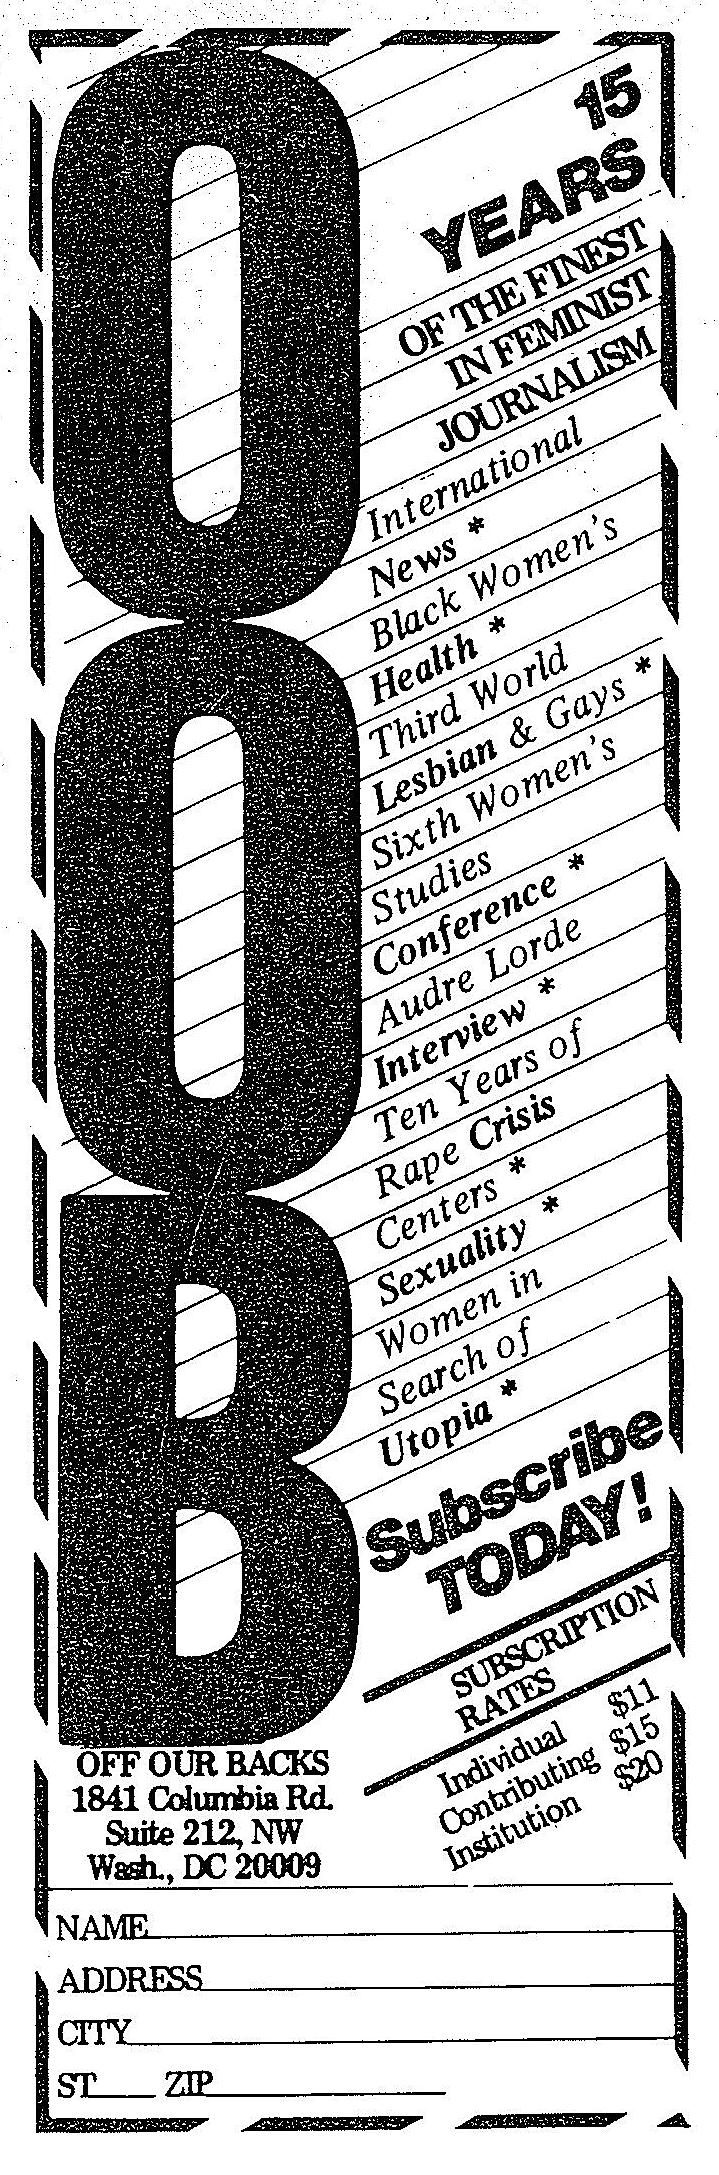 OOB
15
YEARS
OF THE FINEST
IN FEMINIST
JOURNALISM
International
News *
Black Women's
Health *
Third World
Lesbian & Gays *
Sixth Women's
Studies
Conference *
Audre Lorde
Interview *
Ten Years of
Rape Crisis
Centers *
Sexuality *
Women in
Search of
Utopia *
Subscribe
TODAY!
SUBSCRIPTION
RATES
Individual $11
Contributing $15
Institution $20
OFF OUR BACKS
1841 Columbia Rd.
Suite 212, NW
Wash., DC 20009
NAME
ADDRESS
CITY
ST ZIP